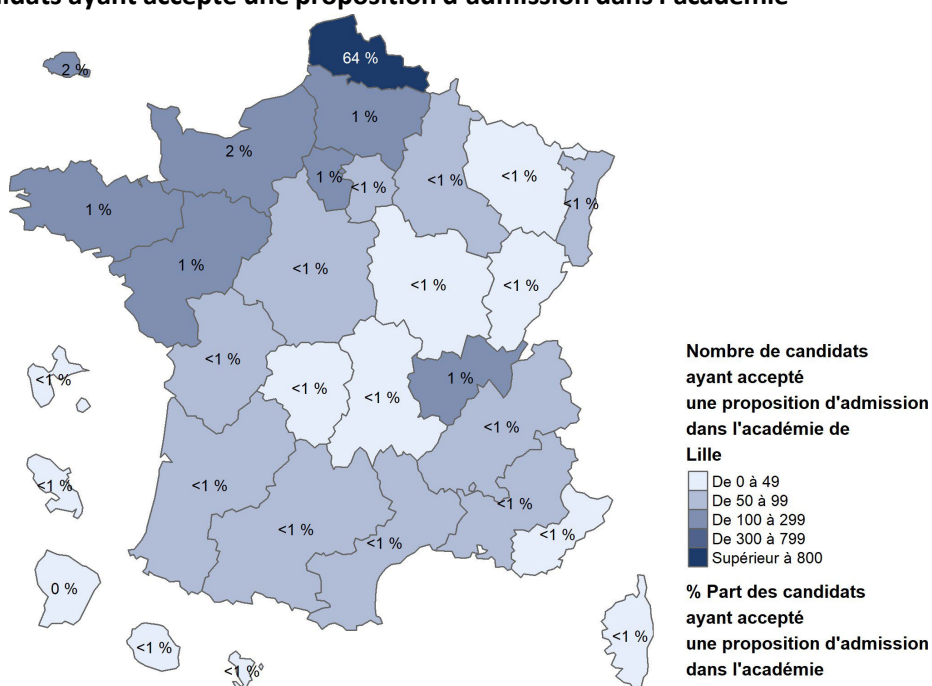 idats ayant accepté une proposition d'admission dans l'académie
64 %
2 %
1 %
2 %
1 %
<1 %
<1 %
<1 %
<1 %
1 %
1 %
<1 %
<1 %
<1 %
<1 %
<1 %
<1 %
<1 %
1 %
<1 %
<1 %
<1 %
<1 %
<1 %
<1 %
<1 %
0 %
<1 %
<1 %
<1 %
Nombre de candidats
ayant accepté
une proposition d'admission
dans l'académie de
Lille
De 0 à 49
De 50 à 99
De 100 à 299
De 300 à 799
Supérieur à 800
% Part des candidats
ayant accepté
une proposition d'admission
dans l'académie